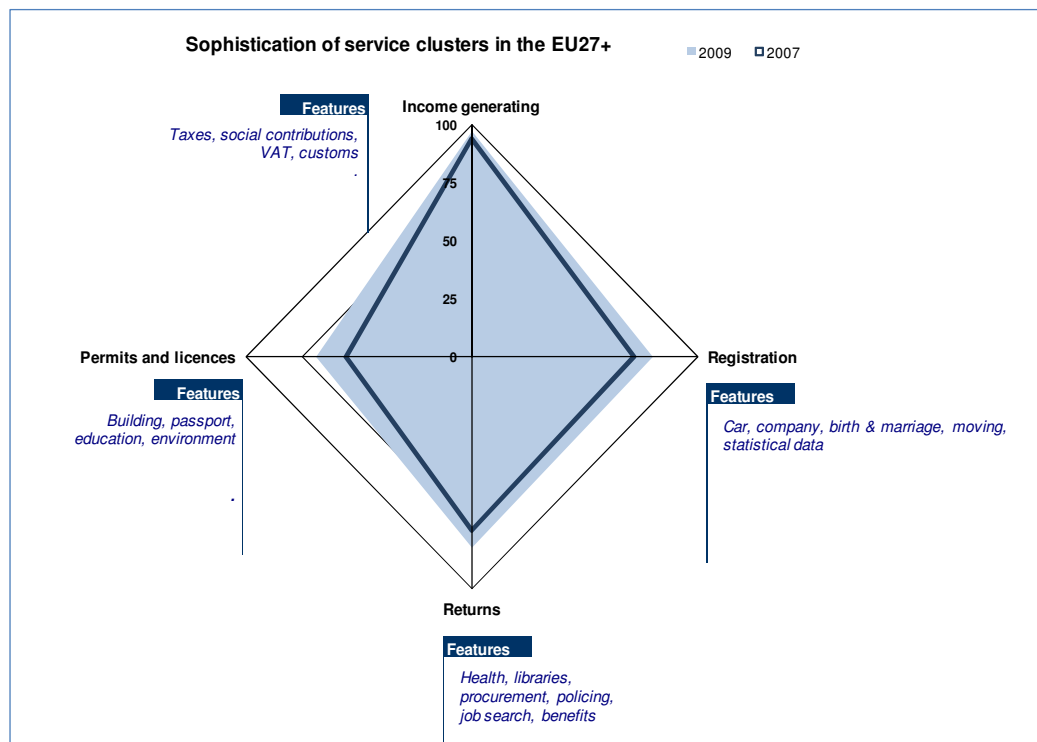 Sophistication of service clusters in the EU27+
2009
2007
Features
Taxes, social contributions,
VAT, customs
.
Income generating
100
75
50
25
0
Permits and licences
Features
Building, passport,
education, environment
.
Registration
Features
Car, company, birth & marriage, moving,
statistical data
Returns
Features
Health, libraries,
procurement, policing,
job search, benefits